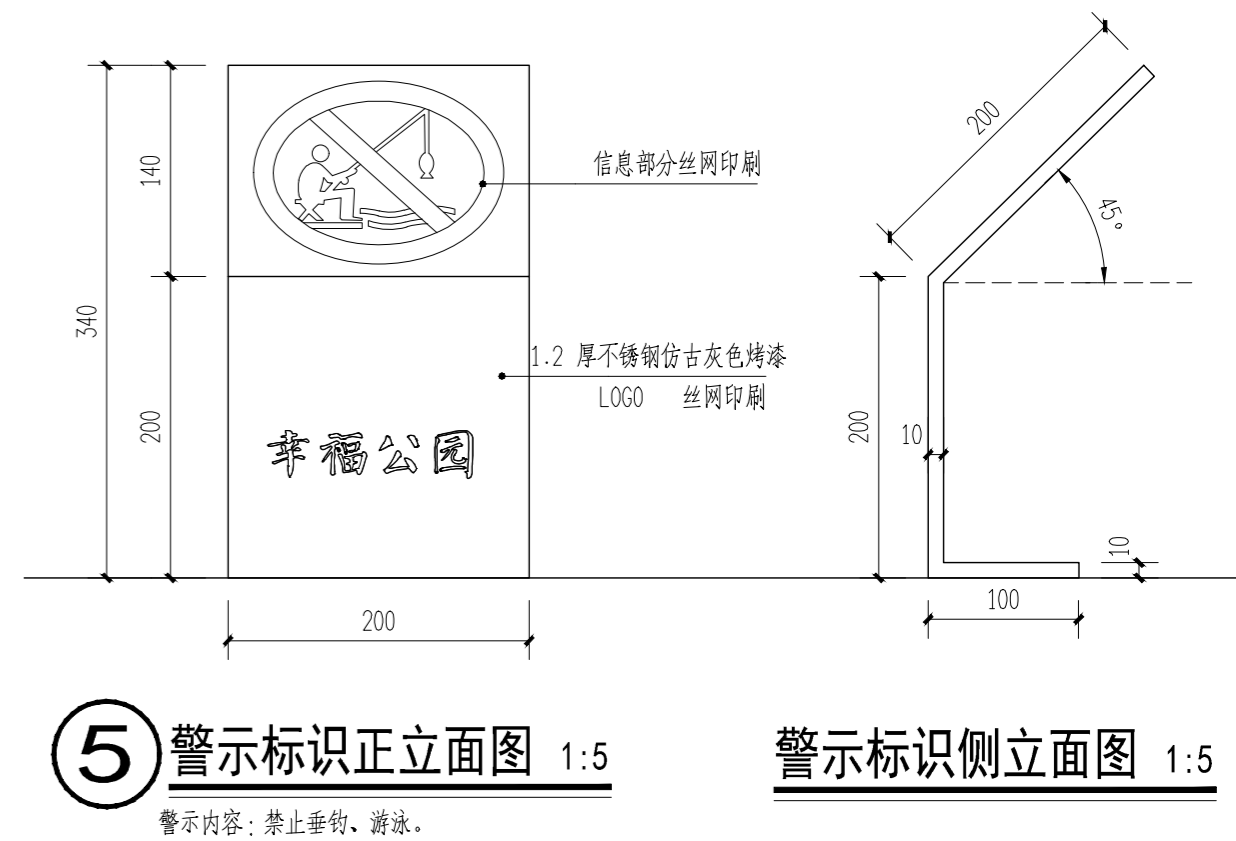 340
140
200
信息部分丝网印刷
1.2 厚不锈钢仿古灰色烤漆
LOGO 丝网印刷
幸福公园
200
200
45°
200
10
10
100
5
警示标识正立面图 1:5
警示内容：禁止垂钓、游泳。
警示标识侧立面图 1:5